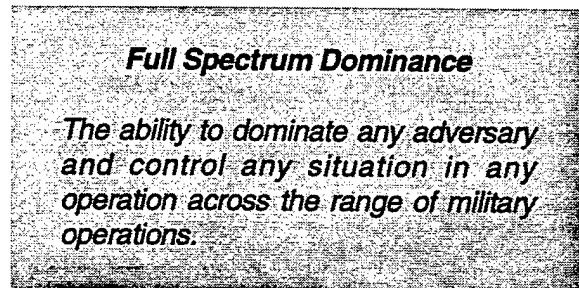 Full Spectrum Dominance
The ability to dominate any adversary
and control any situation in any
operation across the range of military
operations.